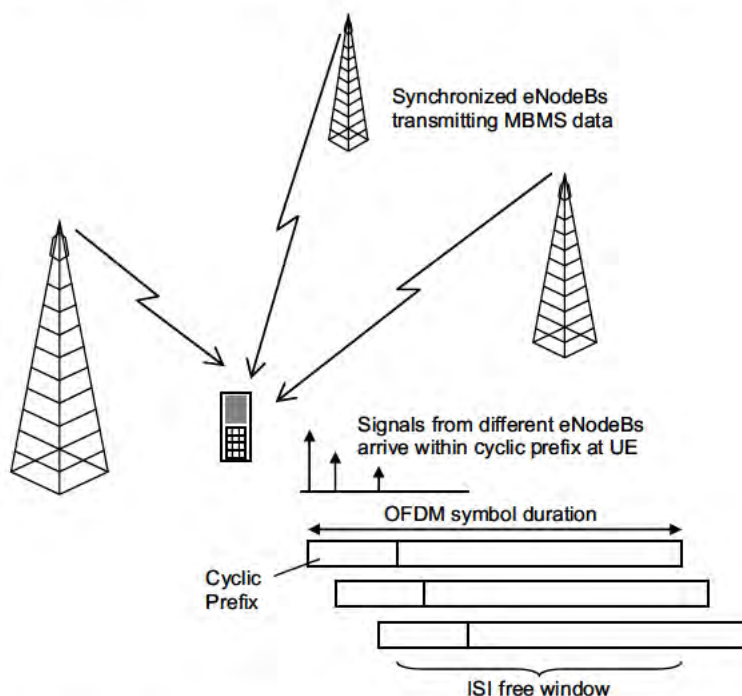 Synchronized eNodeBs
transmitting MBMS data
Signals from different eNodeBs
arrive within cyclic prefix at UE
OFDM symbol duration
Cyclic
Prefix
ISI free window